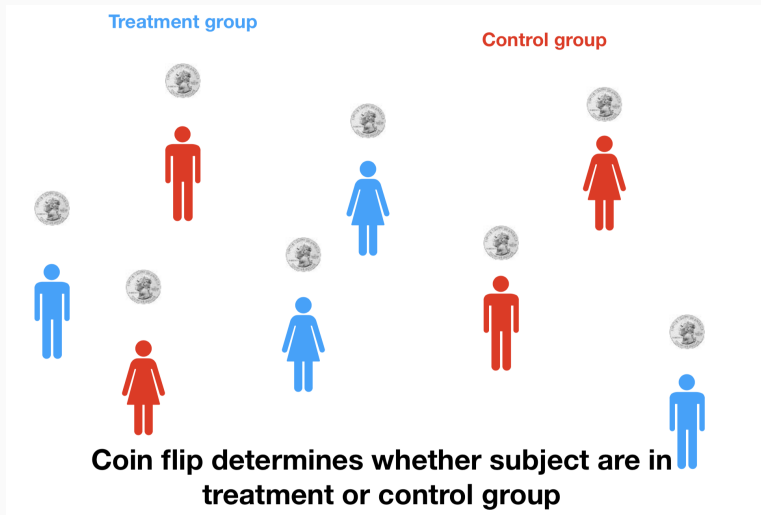 Treatment group
Control group
Coin flip determines whether subject are in
treatment or control group